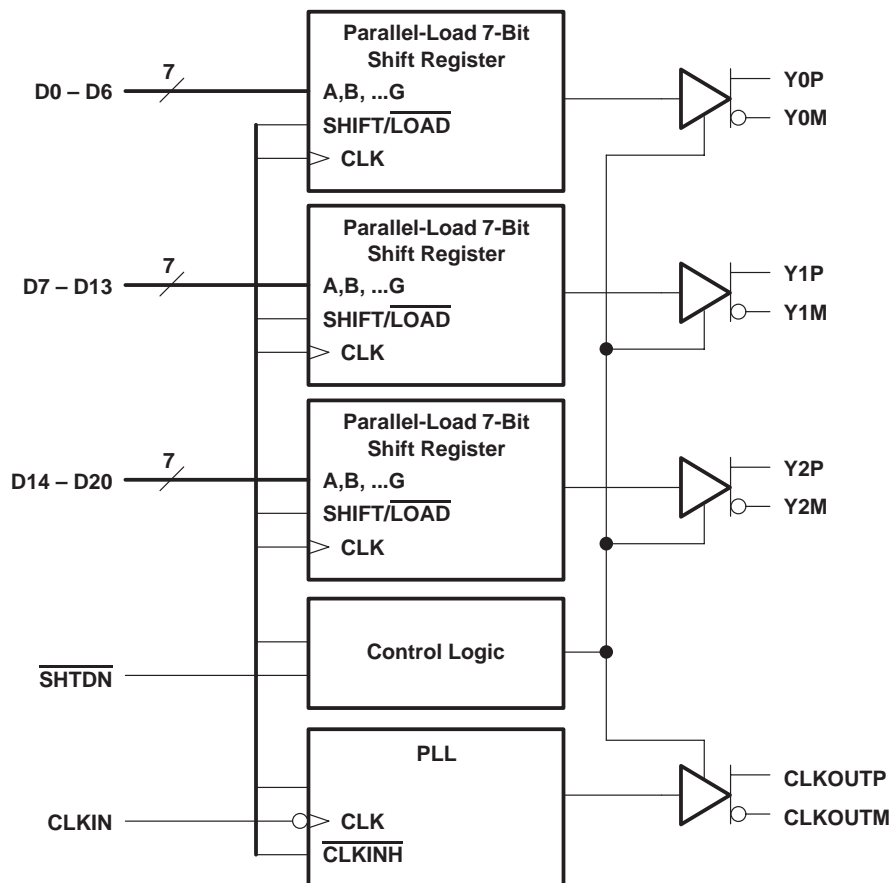 Parallel-Load 7-Bit
Shift Register
7
D0 – D6
A,B, ...G
SHIFT/LOAD
CLK
Y0P
Y0M
Parallel-Load 7-Bit
Shift Register
7
D7 – D13
A,B, ...G
SHIFT/LOAD
CLK
Y1P
Y1M
Parallel-Load 7-Bit
Shift Register
7
D14 – D20
A,B, ...G
SHIFT/LOAD
CLK
Y2P
Y2M
Control Logic
SHTDN
PLL
CLKIN
CLK
CLKINH
CLKOUTP
CLKOUTM